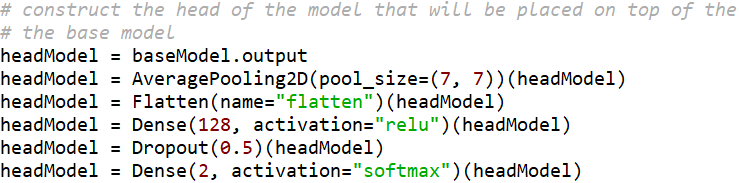 # construct the head of the model that will be placed on top of the
# the base model
headModel = baseModel.output
headModel = AveragePooling2D(pool_size=(7, 7))(headModel)
headModel = Flatten(name="flatten")(headModel)
headModel = Dense(128, activation="relu")(headModel)
headModel = Dropout(0.5)(headModel)
headModel = Dense(2, activation="softmax")(headModel)